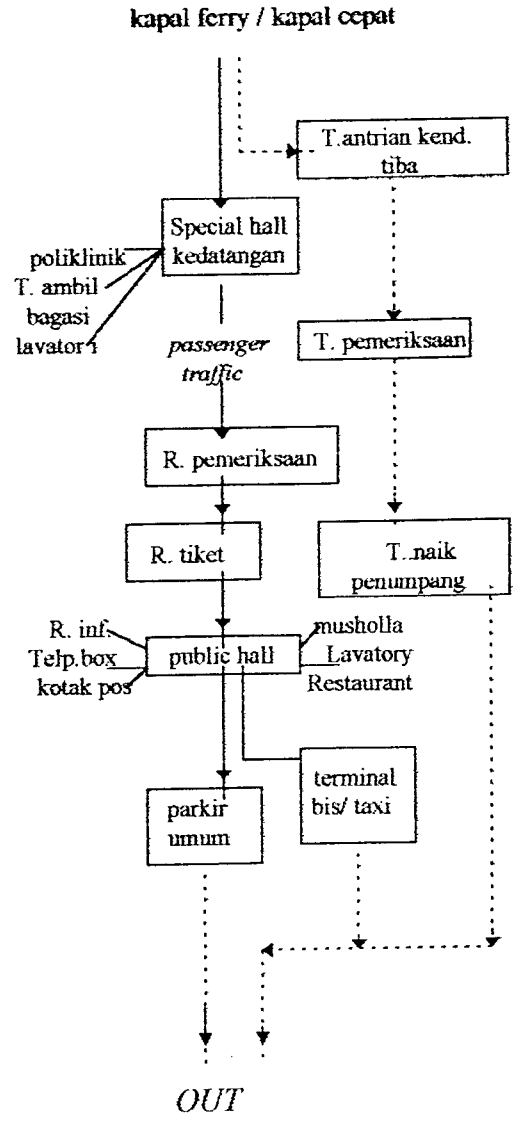 kapal ferry / kapal cepat
T.antrian kend.
tiba
Special hall
kedatangan
poliklinik
T. ambil
bagasi
lavatori
passenger
traffic
T. pemeriksaan
R. pemeriksaan
R. tiket
T. naik
penumpang
R. inf.
Telp.box
kotak pos
public hall
musholla
Lavatory
Restaurant
parkir
umum
terminal
bis/ taxi
OUT